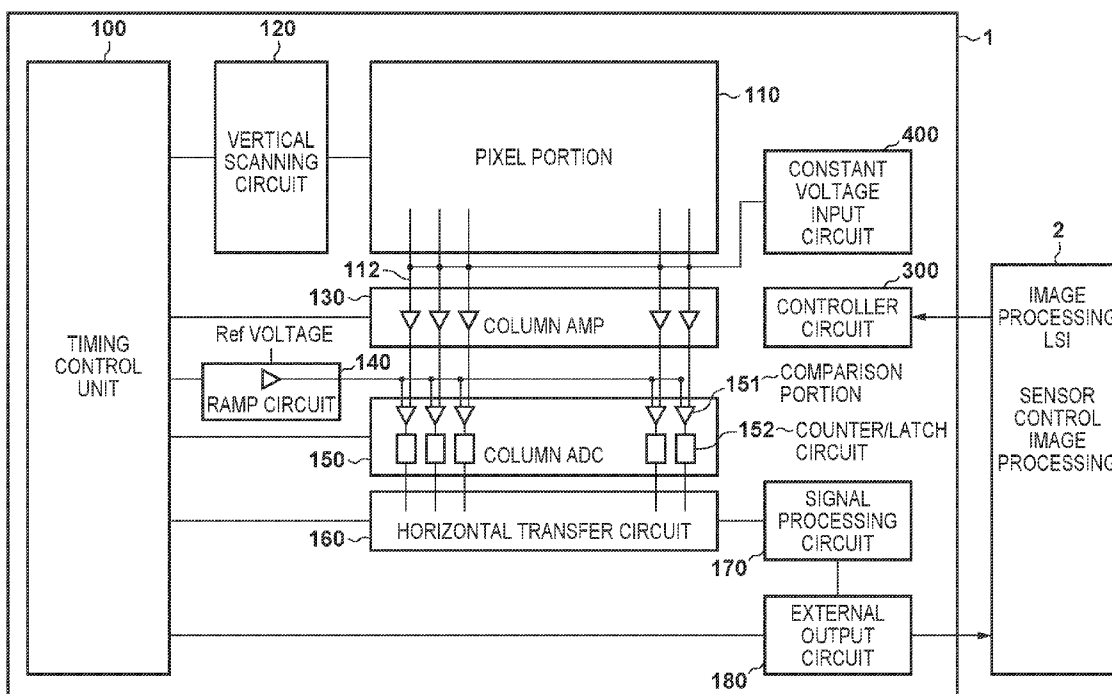 100
120
1
110
VERTICAL
SCANNING
CIRCUIT
PIXEL PORTION
400
CONSTANT
VOLTAGE
INPUT
CIRCUIT
2
112
130
300
COLUMN AMP
CONTROLLER
CIRCUIT
IMAGE
PROCESSING
LSI
TIMING
CONTROL
UNIT
Ref VOLTAGE
140
RAMP CIRCUIT
151
COMPARISON
PORTION
SENSOR
CONTROL
IMAGE
PROCESSING
152
COUNTER/LATCH
CIRCUIT
150
COLUMN ADC
160
HORIZONTAL TRANSFER CIRCUIT
SIGNAL
PROCESSING
CIRCUIT
170
EXTERNAL
OUTPUT
CIRCUIT
180